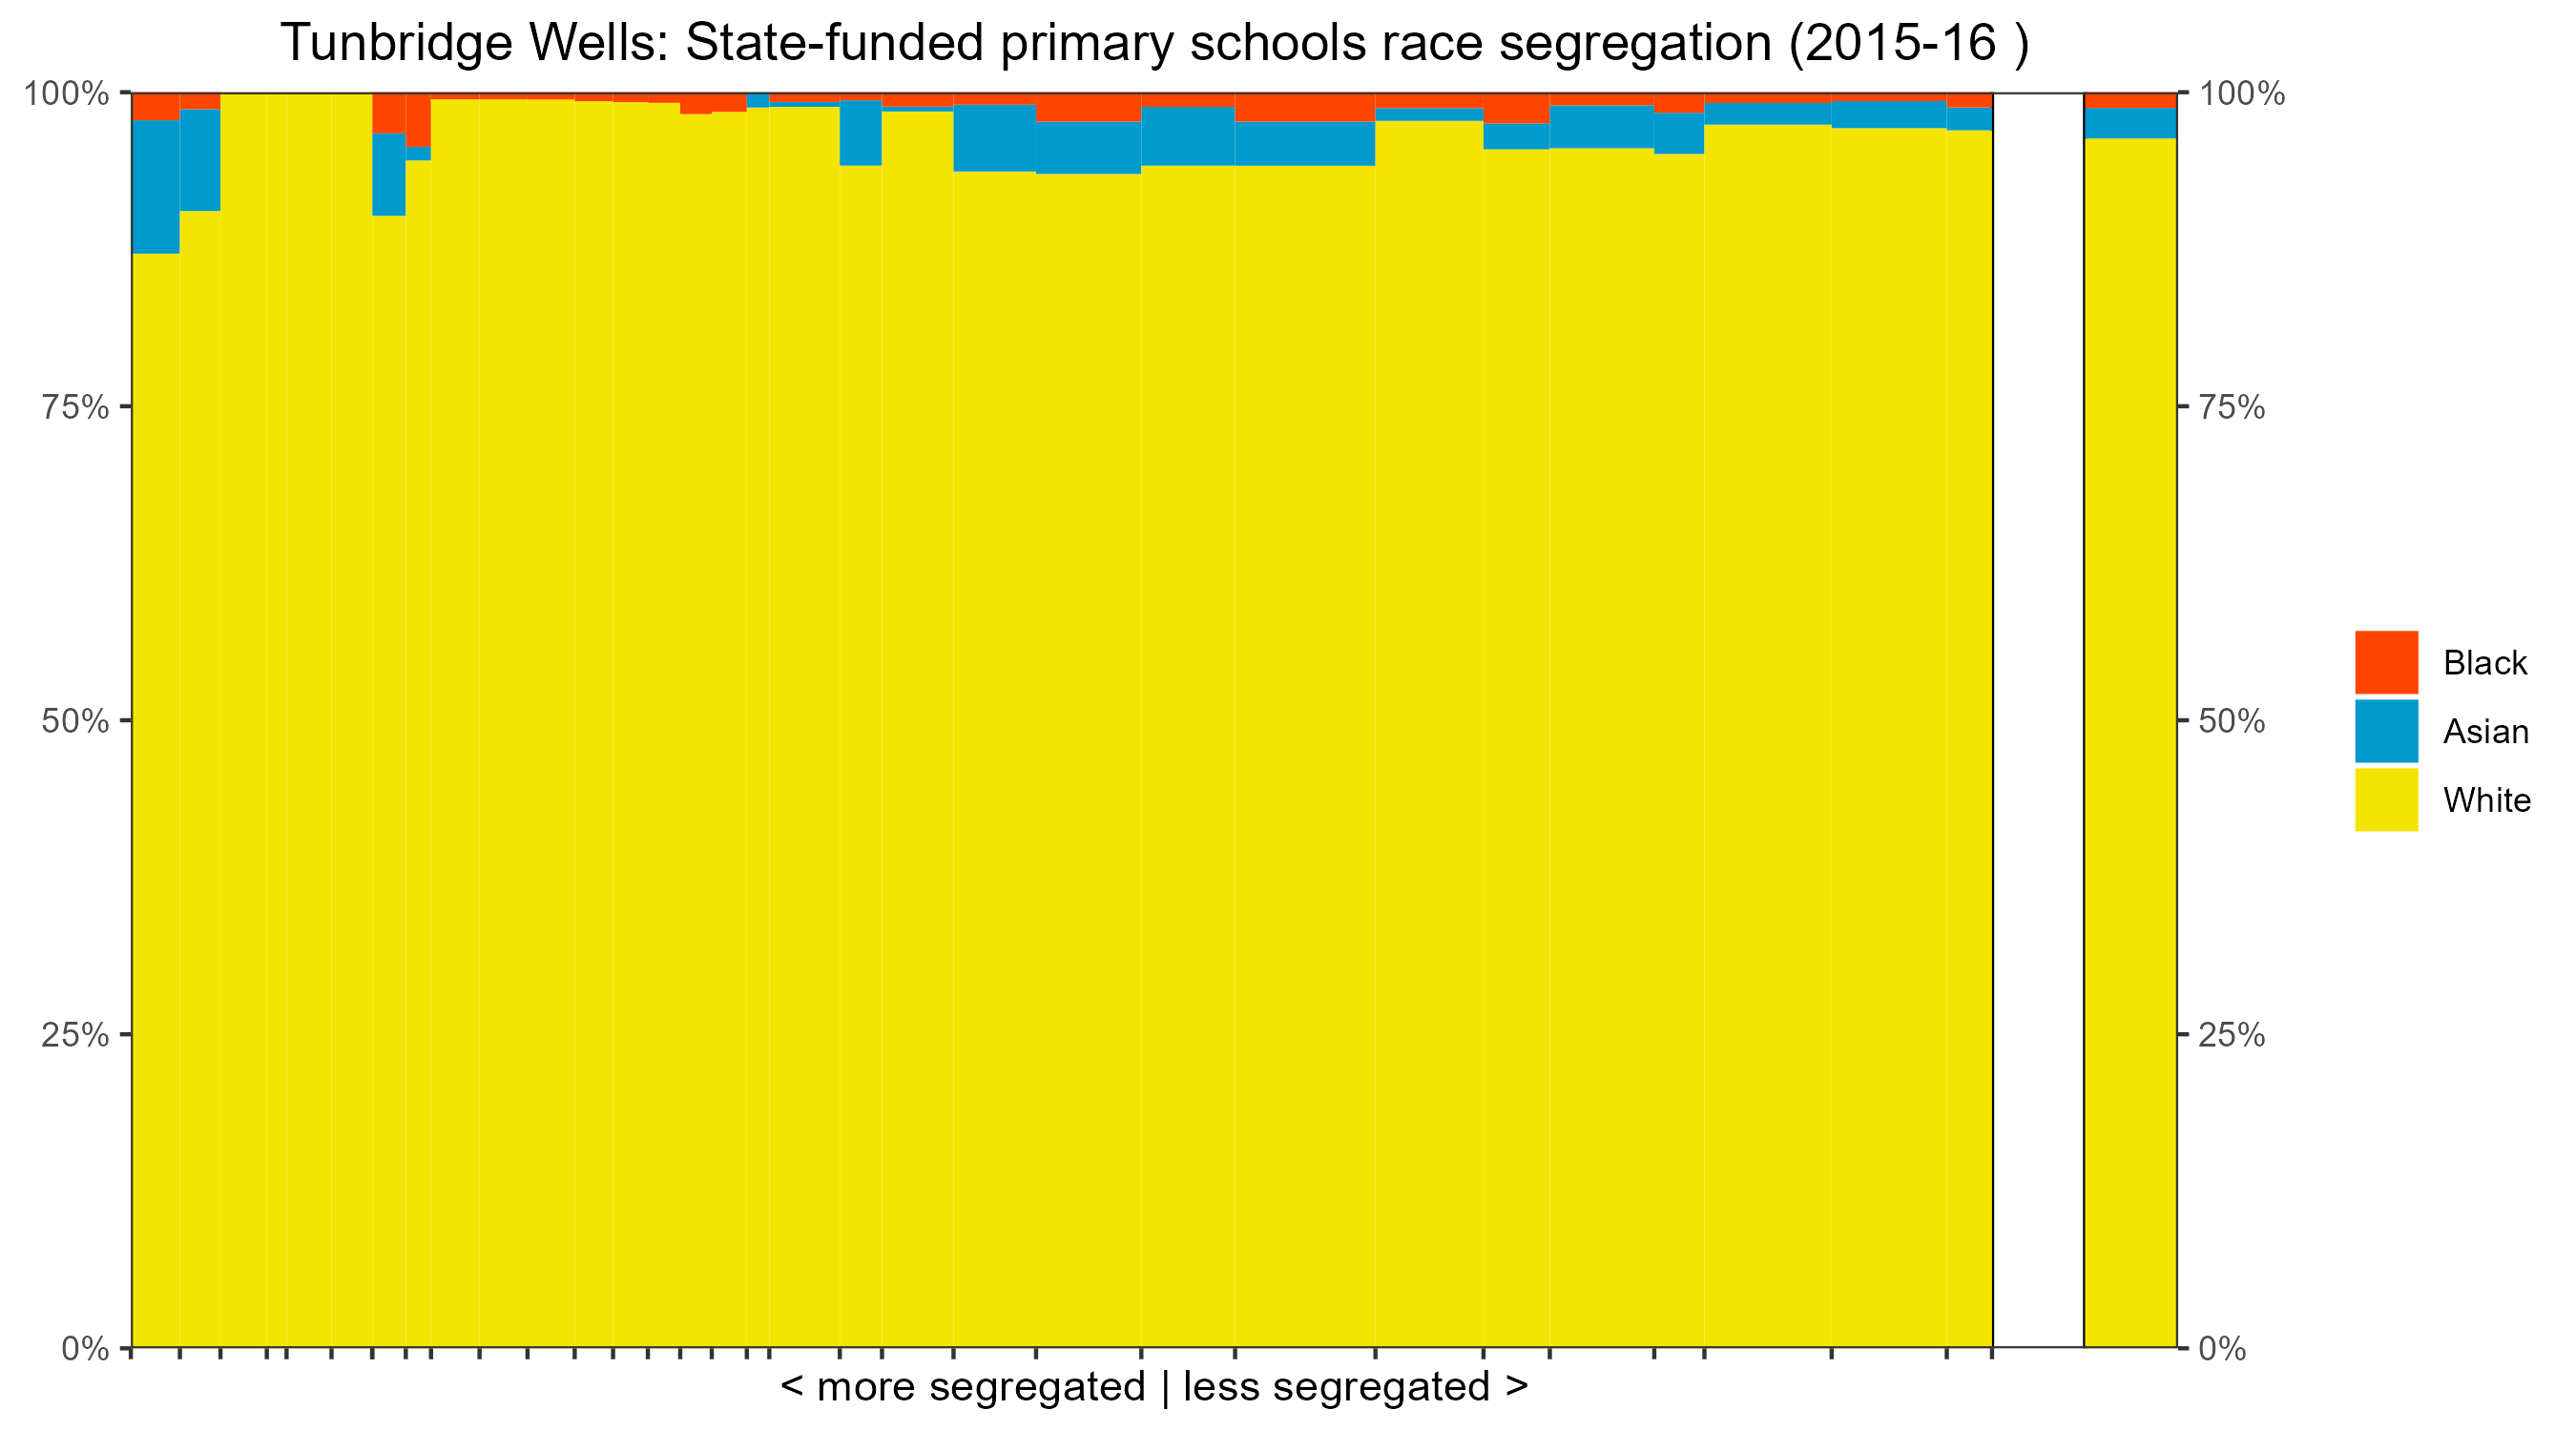 Tunbridge Wells: State-funded primary schools race segregation (2015-16 )
100%
75%
50%
25%
0%
100%
75%
50%
25%
0%
< more segregated | less segregated >
Black
Asian
White